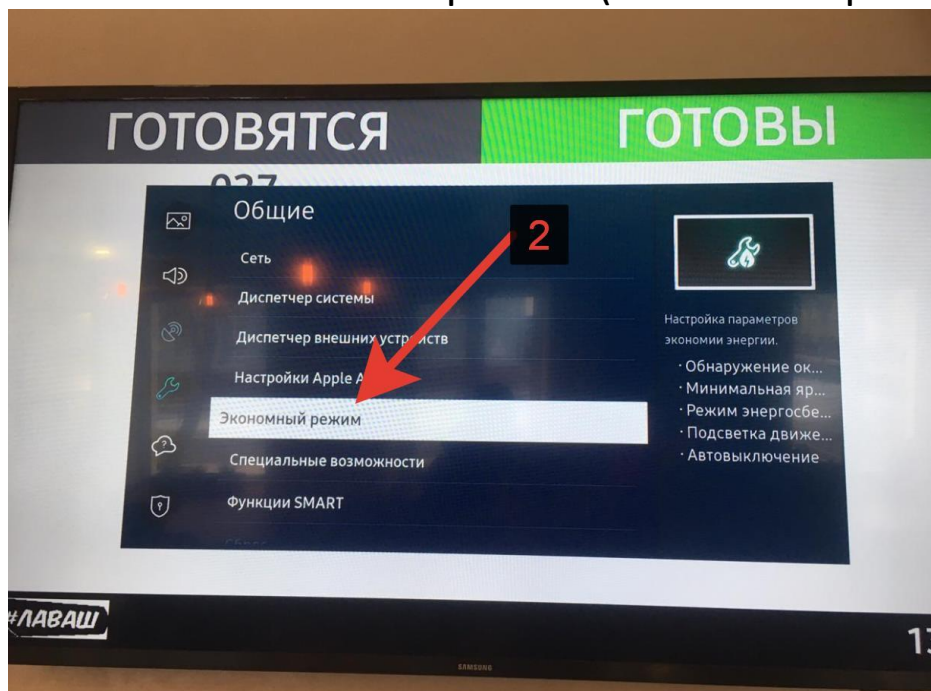 ГОТОВЯТСЯ
ГОТОВЫ
Общие
2
Сеть
Диспетчер системы
Диспетчер внешних устройств
Настройки Apple A
Экономный режим
Специальные возможности
Функции SMART
Настройка параметров
экономии энергии.
· Обнаружение ок...
· Минимальная яр...
· Режим энергосбе...
· Подсветка движе...
· Автовыключение
#ЛАВАШ
SAMSUNG